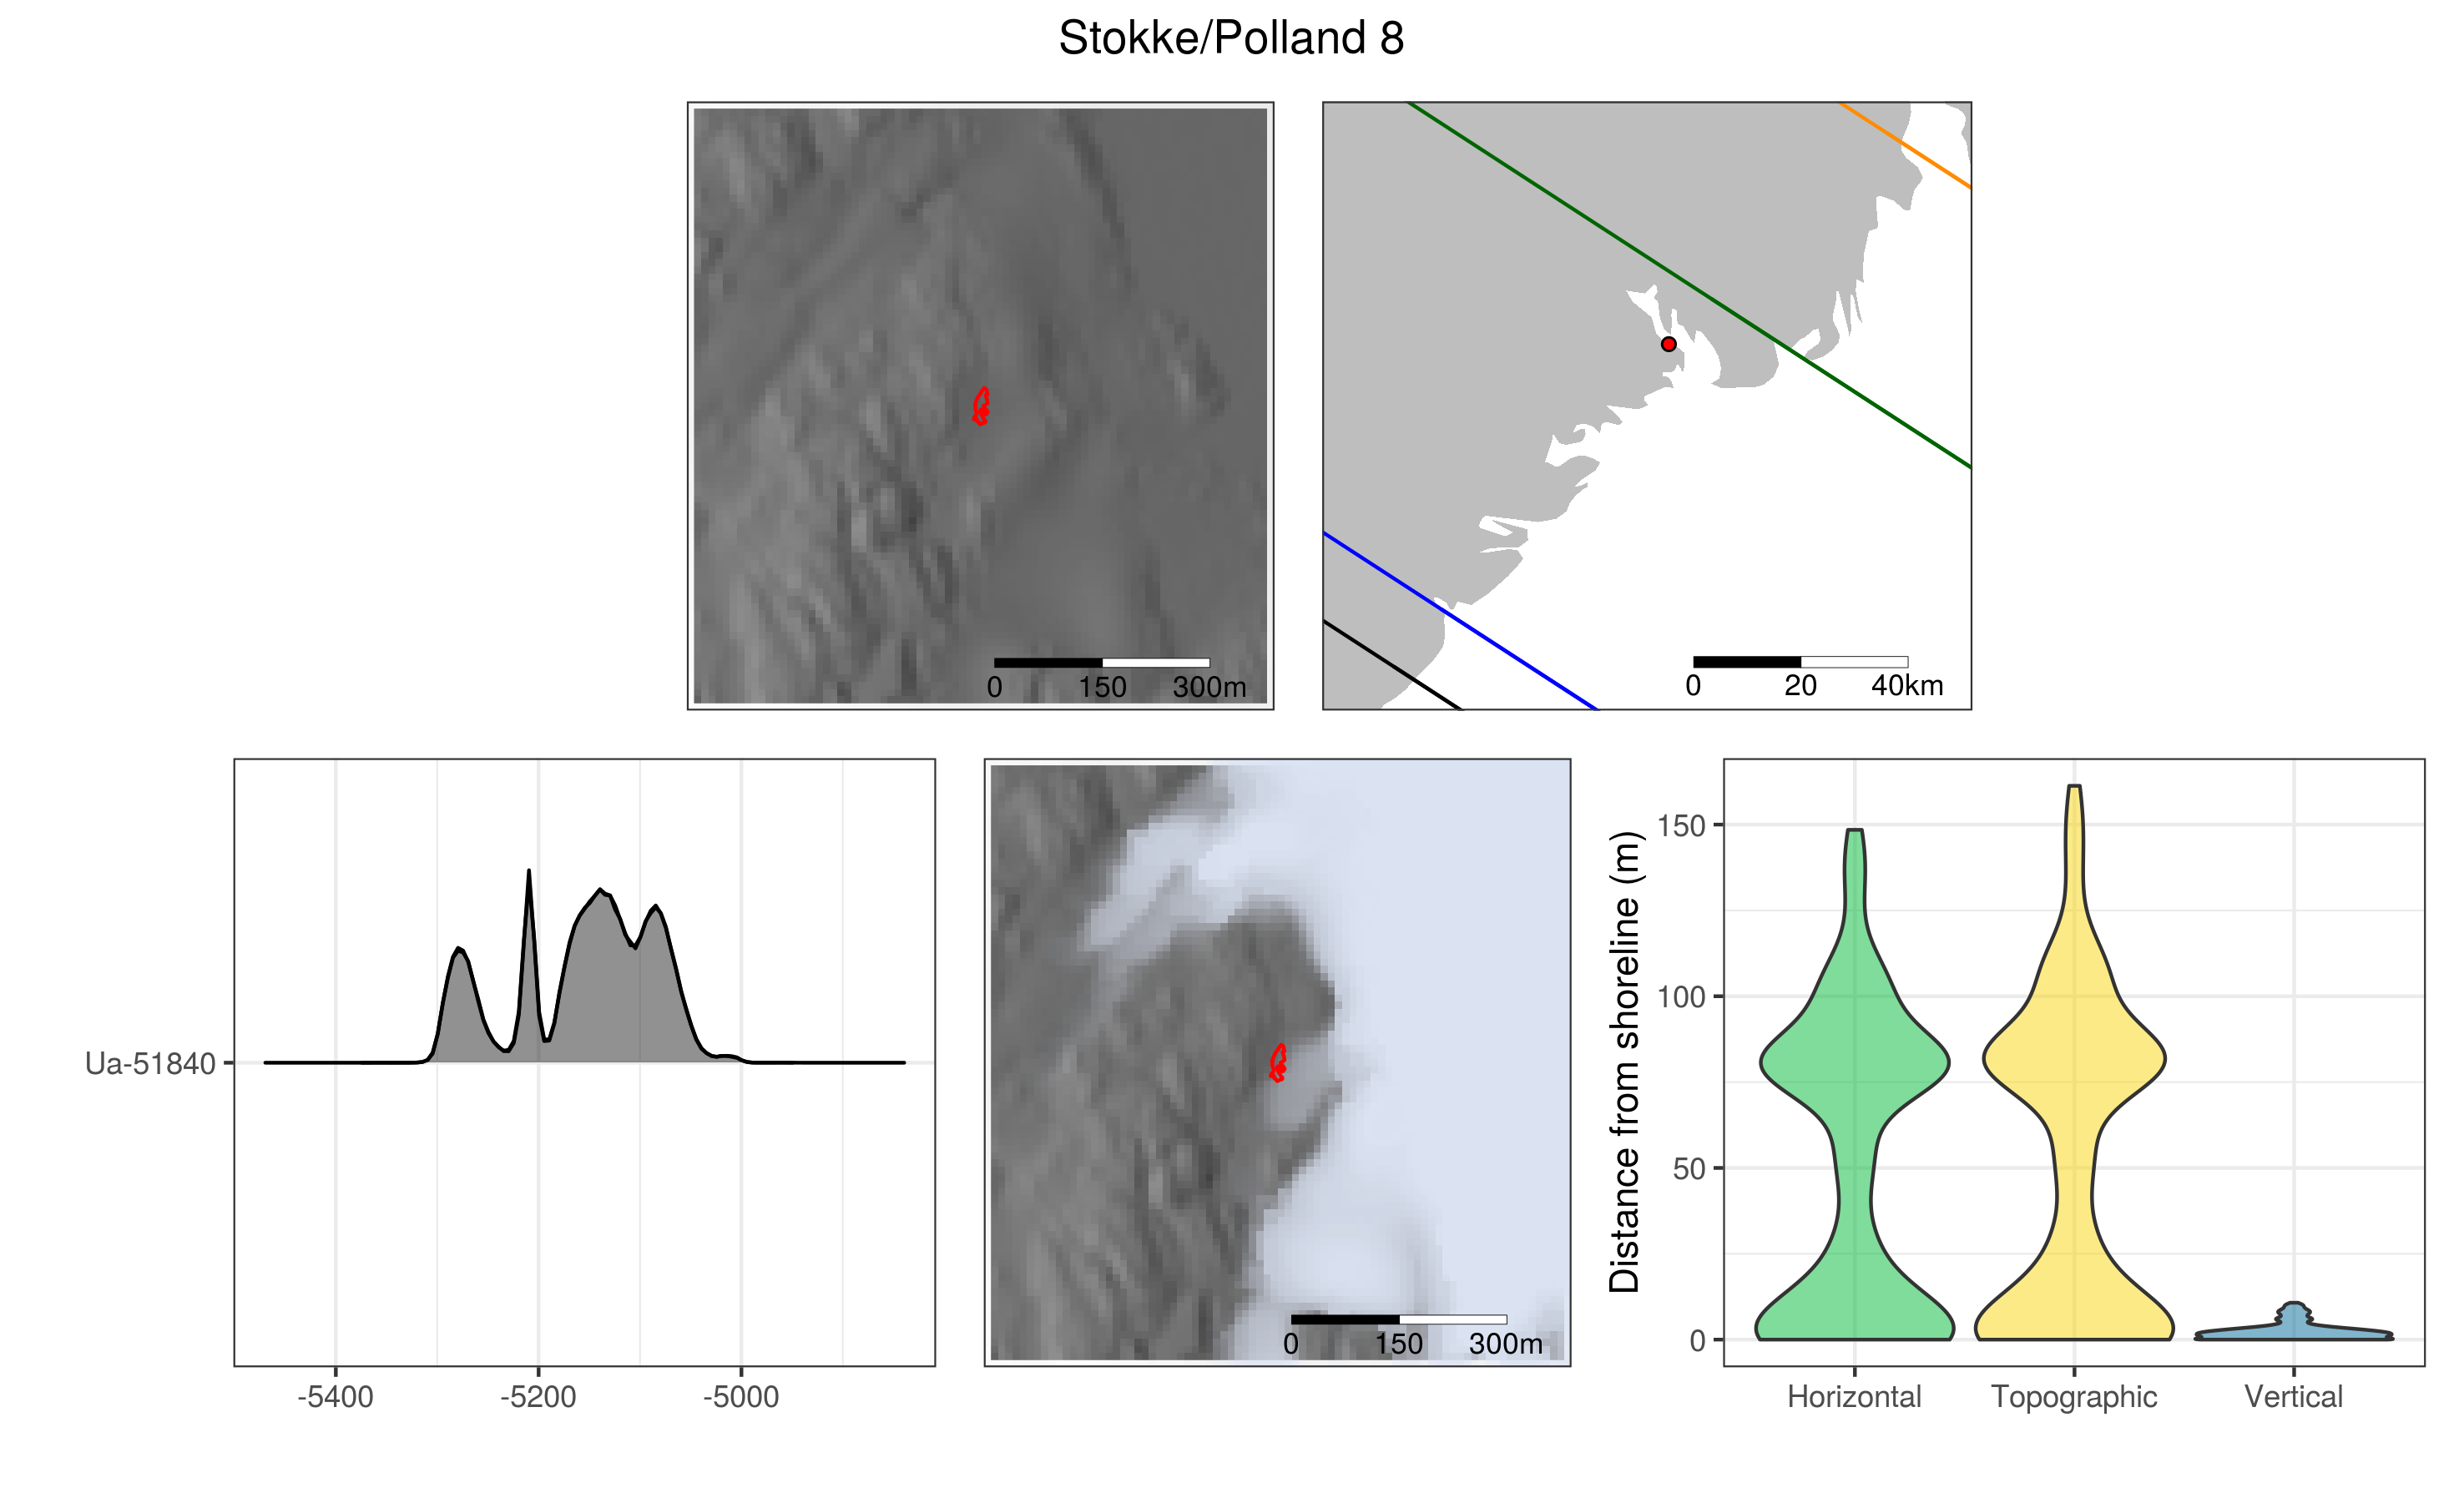 Stokke/Polland 8
0 150 300m
0 20 40km
Ua-51840
-5400 -5200 -5000
0 150 300m
Distance from shoreline (m)
150
100
50
0
Horizontal Topographic Vertical